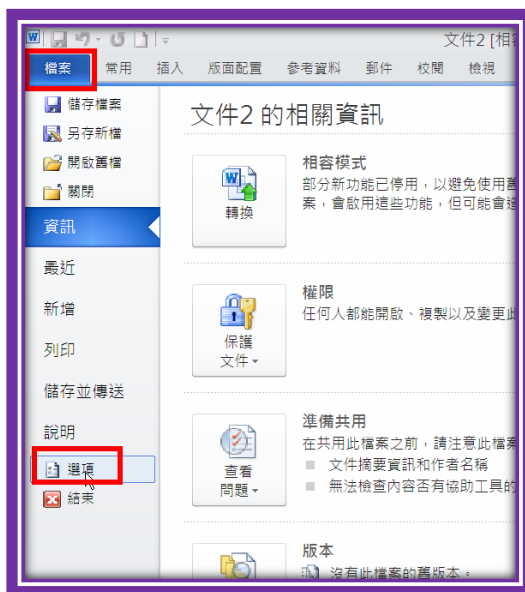 文件2 [相容
檔案 常用 插入 版面配置 參考資料 郵件 校閱 檢視
儲存檔案
另存新檔
開啟舊檔
關閉
資訊
最近
新增
列印
儲存並傳送
說明
選項
結束
文件2 的相關資訊
轉換
相容模式
部分新功能已停用，以避免使用舊
案，會啟用這些功能，但可能會造
保護
文件
權限
任何人都能開啟、複製以及變更此
查看
問題
準備共用
在共用此檔案之前，請注意此檔案
文件摘要資訊和作者名稱
無法檢查內容否有協助工具的
版本
沒有此檔案的舊版本。